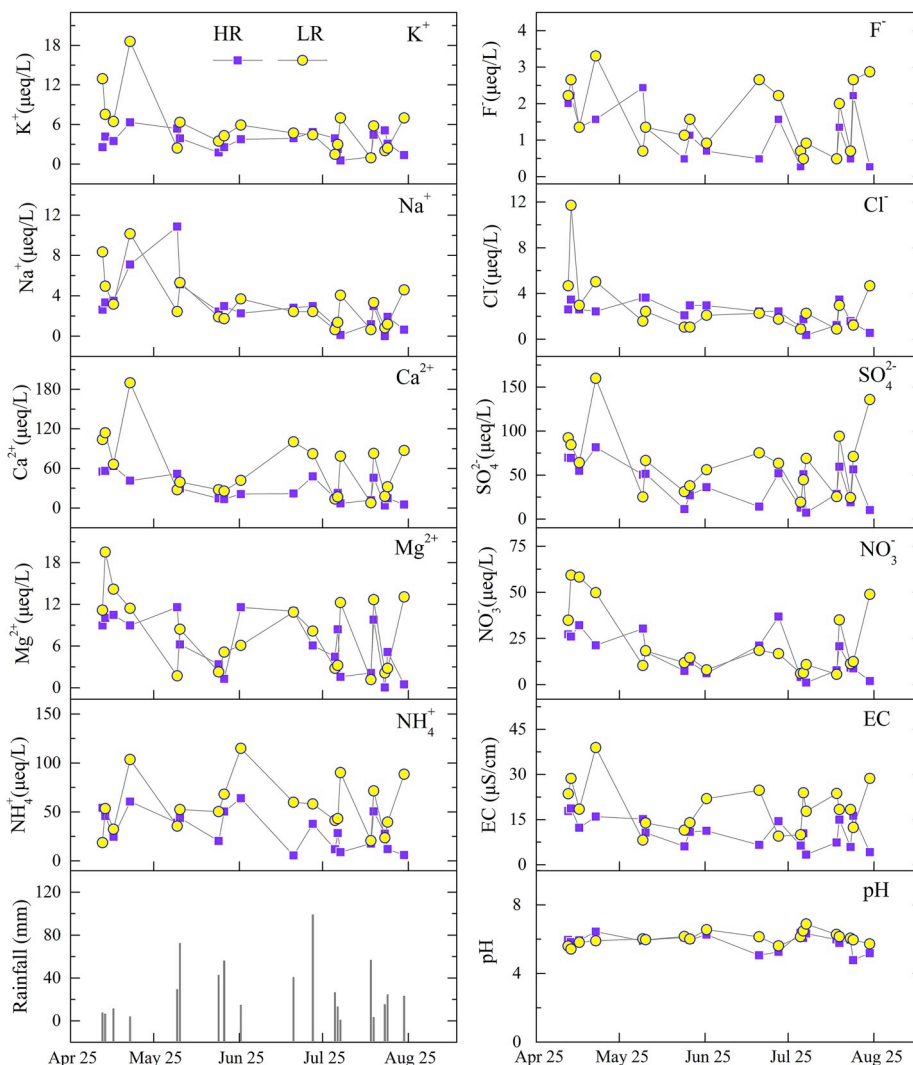 HR LR
K+
K+(μeq/L)
18
12
6
0
Na+
Na+(μeq/L)
12
8
4
0
Ca2+
Ca2+(μeq/L)
180
120
60
0
Mg2+
Mg2+(μeq/L)
18
12
6
0
NH4+
NH4+(μeq/L)
150
100
50
0
Rainfall (mm)
120
80
40
0
Apr 25 May 25 Jun 25 Jul 25 Aug 25
F-
F-(μeq/L)
4
3
2
1
0
Cl-
Cl-(μeq/L)
12
8
4
0
SO42-
SO42-(μeq/L)
150
100
50
0
NO3-
NO3-(μeq/L)
75
50
25
0
EC
EC (μS/cm)
45
30
15
0
pH
pH
8
4
0
Apr 25 May 25 Jun 25 Jul 25 Aug 25